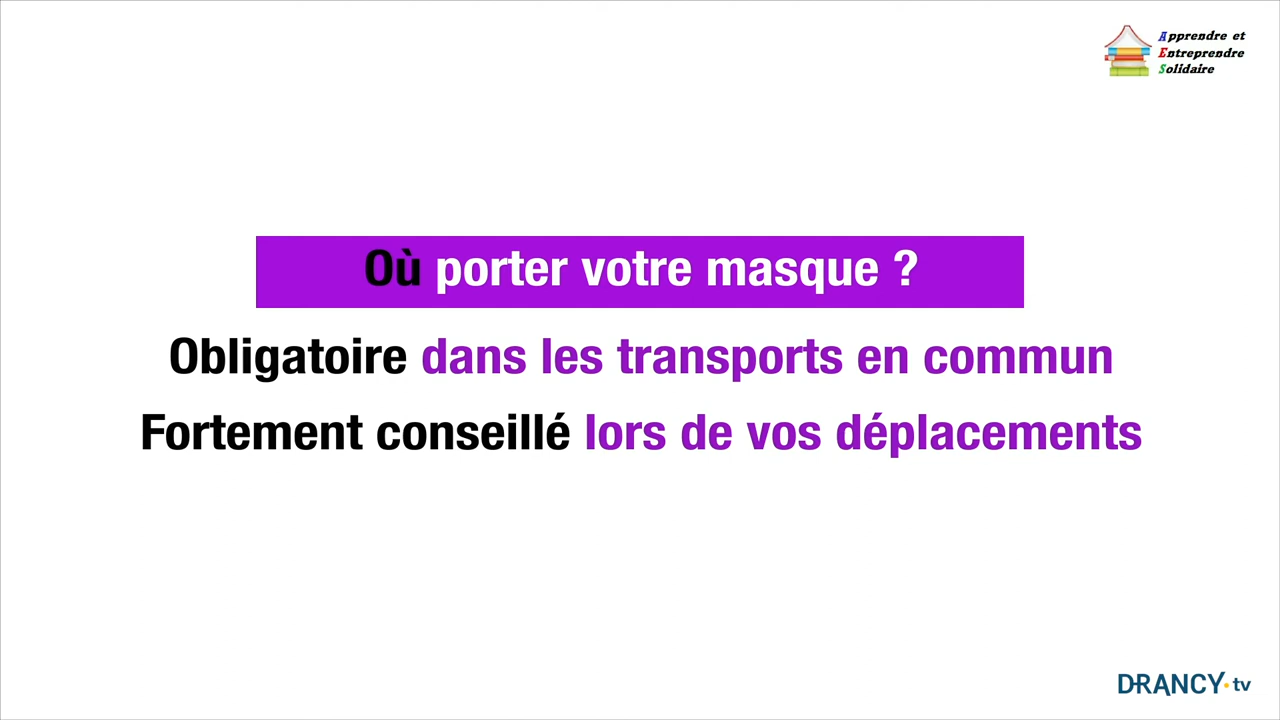 Apprendre et
Entreprendre
Solidaire
Où porter votre masque ?
Obligatoire dans les transports en commun
Fortement conseillé lors de vos déplacements
DRANCY.tv